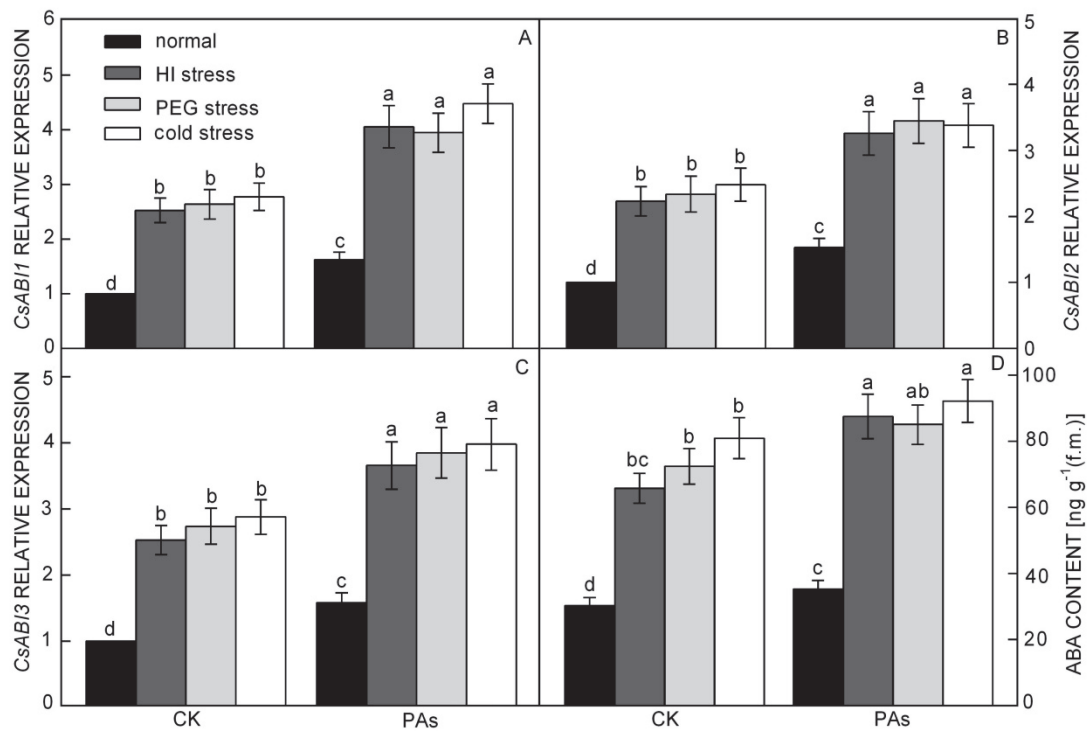 CsABI1 RELATIVE EXPRESSION
6
5
4
3
2
1
0
normal
HI stress
PEG stress
cold stress
A
d
b
b
b
c
a
a
a
B
d
b
b
b
c
a
a
a
5
4
3
2
1
0
CsABI2 RELATIVE EXPRESSION
CsABI3 RELATIVE EXPRESSION
5
4
3
2
1
0
C
d
b
b
b
c
a
a
a
CK
PAs
D
d
bc
b
b
c
a
ab
a
CK
PAs
100
80
60
40
20
0
ABA CONTENT [ng g⁻¹(f.m.)]